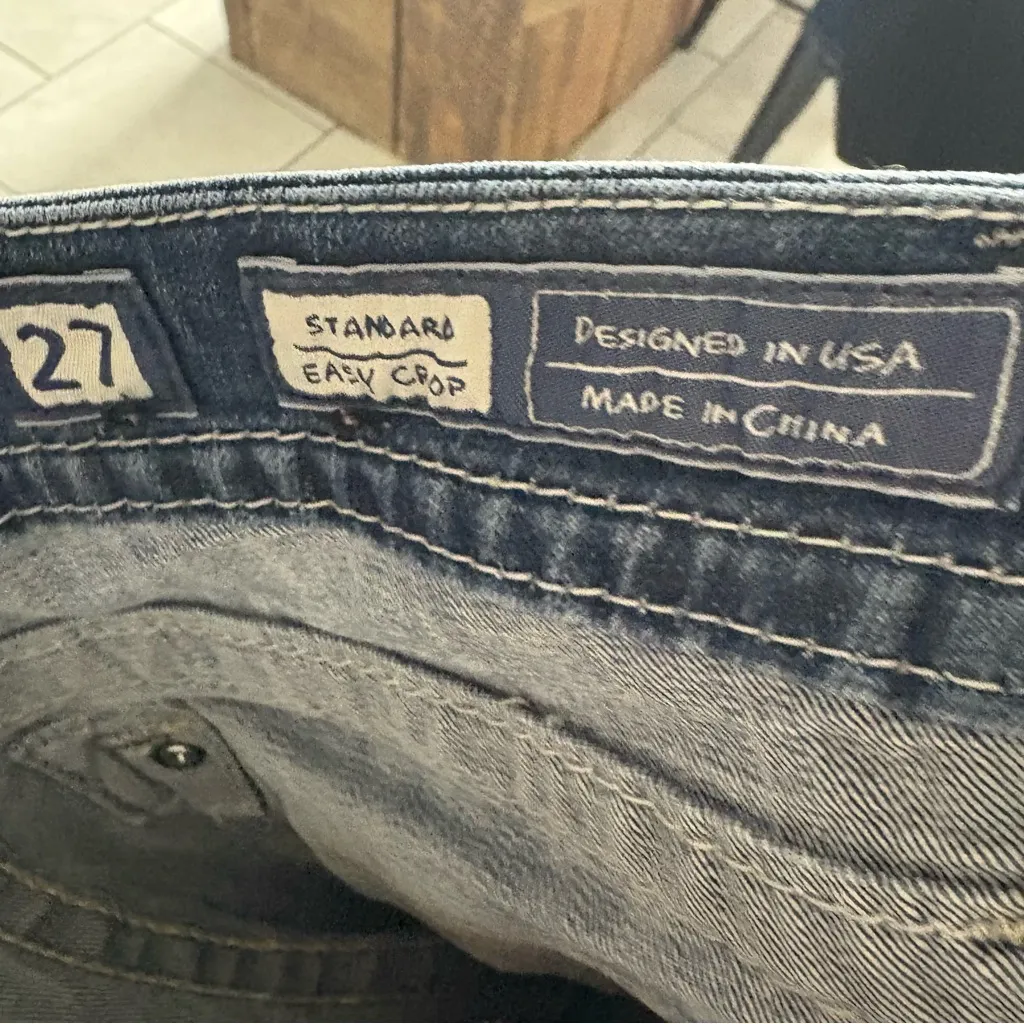 27
STANDARD
EASY CROP
DESIGNED IN USA
MADE IN CHINA